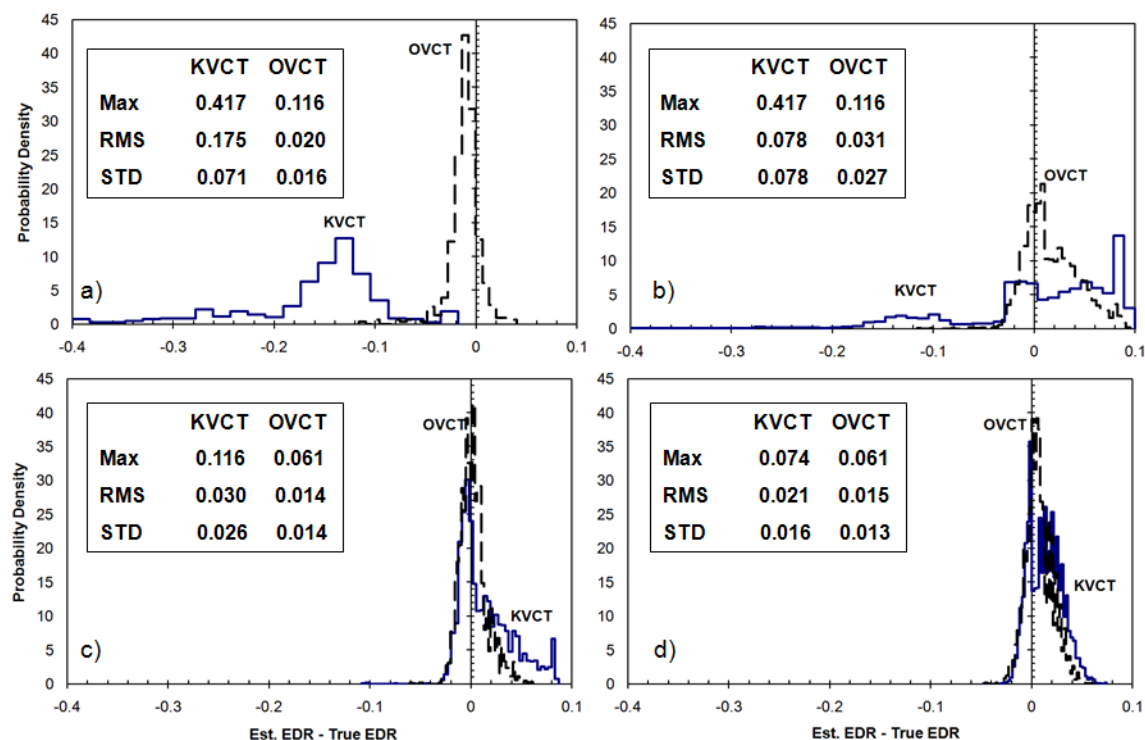 45
40
35
30
25
20
15
10
5
0
Probability Density
KVCT OVCT
Max 0.417 0.116
RMS 0.175 0.020
STD 0.071 0.016
OVCT
KVCT
a)
-0.4 -0.3 -0.2 -0.1 0 0.1
45
40
35
30
25
20
15
10
5
0
KVCT OVCT
Max 0.417 0.116
RMS 0.078 0.031
STD 0.078 0.027
OVCT
KVCT
b)
-0.4 -0.3 -0.2 -0.1 0 0.1
45
40
35
30
25
20
15
10
5
0
Probability Density
KVCT OVCT
Max 0.116 0.061
RMS 0.030 0.014
STD 0.026 0.014
OVCT
KVCT
c)
-0.4 -0.3 -0.2 -0.1 0 0.1
Est. EDR - True EDR
45
40
35
30
25
20
15
10
5
0
KVCT OVCT
Max 0.074 0.061
RMS 0.021 0.015
STD 0.016 0.013
OVCT
KVCT
d)
-0.4 -0.3 -0.2 -0.1 0 0.1
Est. EDR - True EDR